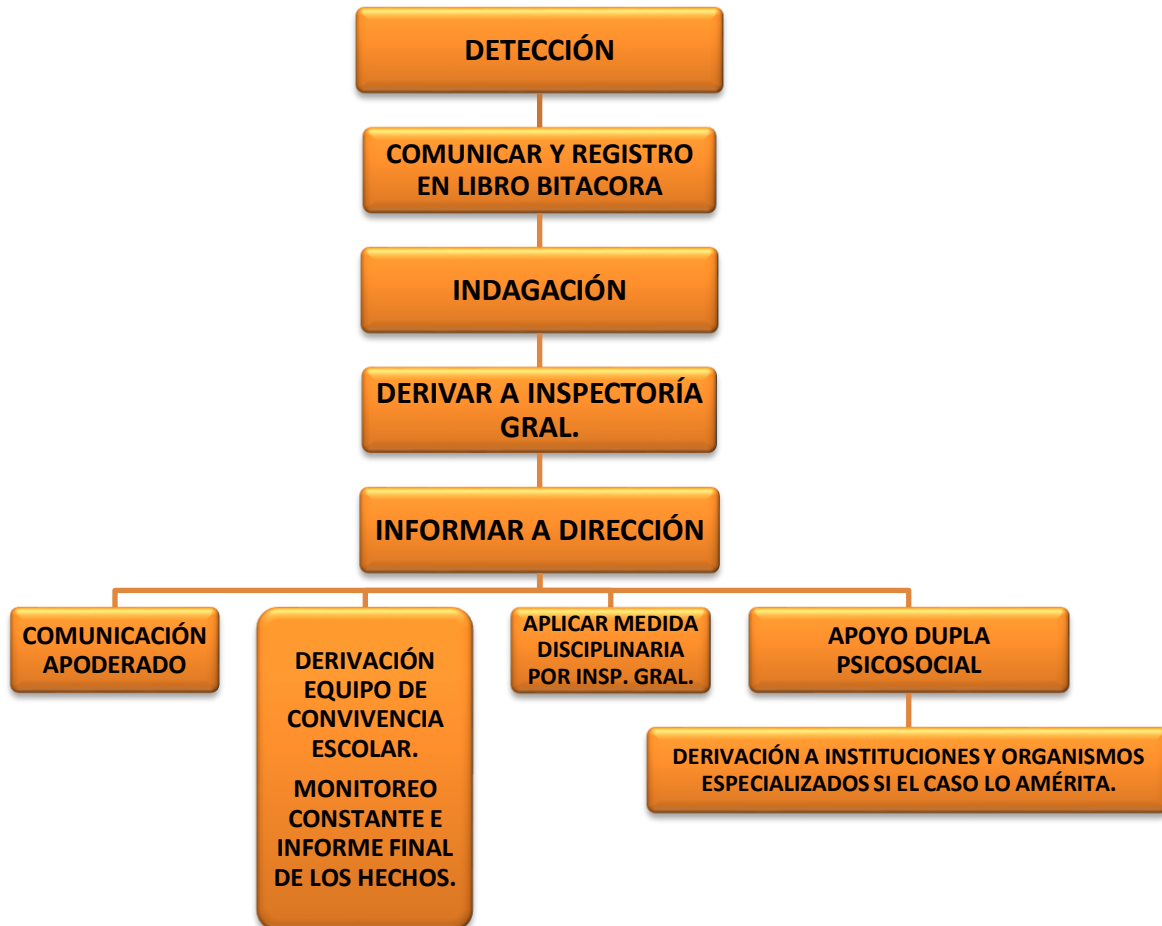 DETECCIÓN
COMUNICAR Y REGISTRO
EN LIBRO BITACORA
INDAGACIÓN
DERIVAR A INSPECTORÍA
GRAL.
INFORMAR A DIRECCIÓN
COMUNICACIÓN
APODERADO
DERIVACIÓN
EQUIPO DE
CONVIVENCIA
ESCOLAR.
MONITOREO
CONSTANTE E
INFORME FINAL
DE LOS HECHOS.
APLICAR MEDIDA
DISCIPLINARIA
POR INSP. GRAL.
APOYO DUPLA
PSICOSOCIAL
DERIVACIÓN A INSTITUCIONES Y ORGANISMOS
ESPECIALIZADOS SI EL CASO LO AMÉRITA.